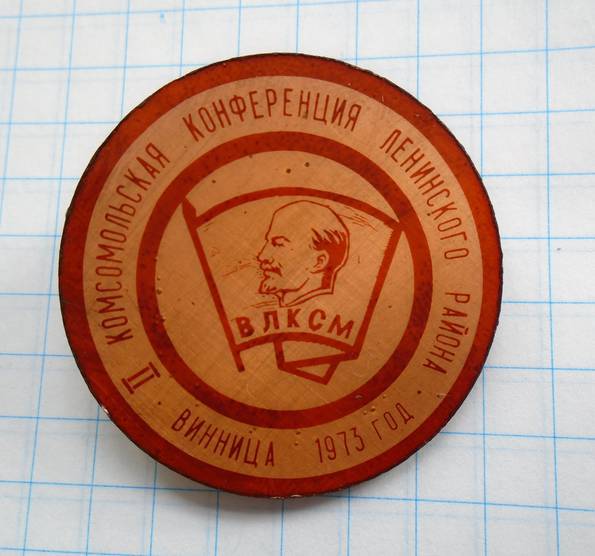 II КОМСОМОЛЬСКАЯ КОНФЕРЕНЦИЯ ЛЕНИНСКОГО РАЙОНА
ВЛКСМ
ВИННИЦА 1973 ГОД